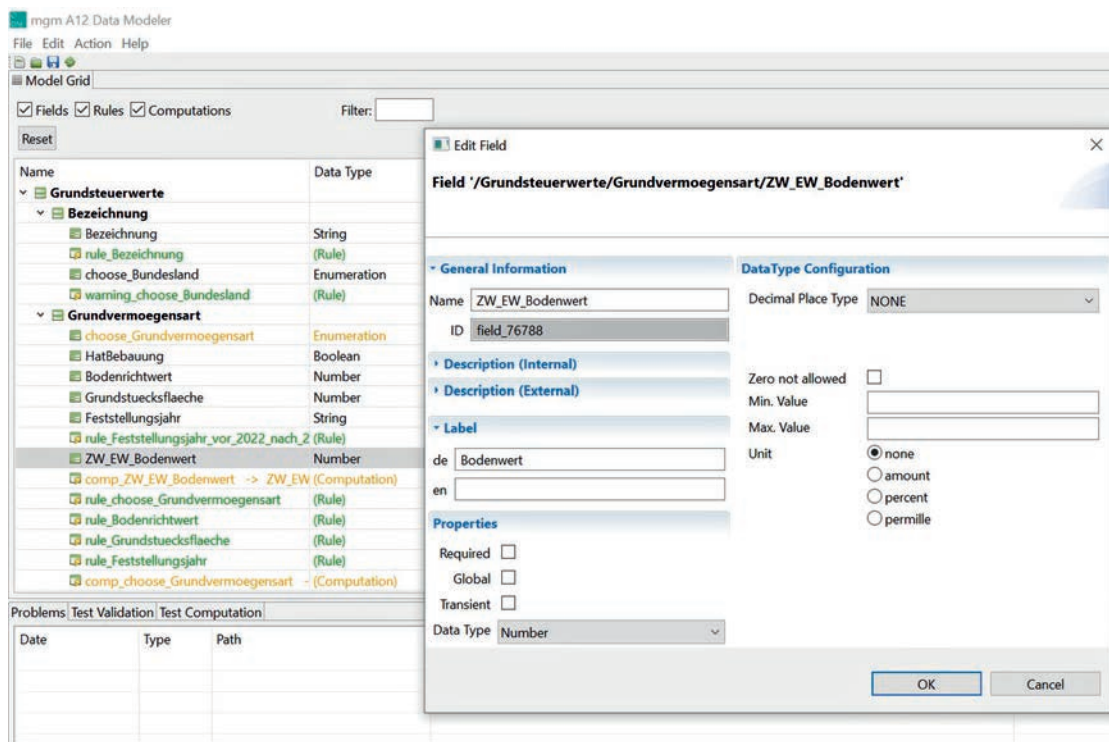 mgm A12 Data Modeler
File Edit Action Help
Model Grid
Fields Rules Computations Filter:
Reset
Name Data Type
Grundsteuerwerte
Bezeichnung
Bezeichnung String
rule_Bezeichnung (Rule)
choose_Bundesland Enumeration
warning_choose_Bundesland (Rule)
Grundvermoegensart
choose_Grundvermoegensart Enumeration
HatBebauung Boolean
Bodenrichtwert Number
Grundstuecksflaeche Number
Feststellungsjahr String
rule_Feststellungsjahr_vor_2022_nach_2 (Rule)
ZW_EW_Bodenwert Number
comp_ZW_EW_Bodenwert -> ZW_EW (Computation)
rule_choose_Grundvermoegensart (Rule)
rule_Bodenrichtwert (Rule)
rule_Grundstuecksflaeche (Rule)
rule_Feststellungsjahr (Rule)
comp_choose_Grundvermoegensart - (Computation)
Problems Test Validation Test Computation
Date Type Path
Edit Field
Field '/Grundsteuerwerte/Grundvermoegensart/ZW_EW_Bodenwert'
General Information
Name ZW_EW_Bodenwert
ID field_76788
Description (Internal)
Description (External)
Label
de Bodenwert
en
Properties
Required
Global
Transient
Data Type Number
DataType Configuration
Decimal Place Type NONE
Zero not allowed
Min. Value
Max. Value
Unit none
amount
percent
permille
OK Cancel